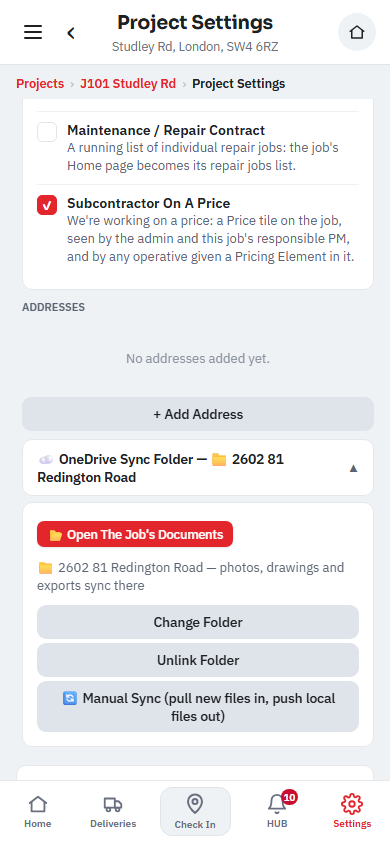 Project Settings
Studley Rd, London, SW4 6RZ
Projects › J101 Studley Rd › Project Settings
Maintenance / Repair Contract
A running list of individual repair jobs: the job's
Home page becomes its repair jobs list.
Subcontractor On A Price
We're working on a price: a Price tile on the job,
seen by the admin and this job's responsible PM,
and by any operative given a Pricing Element in it.
ADDRESSES
No addresses added yet.
+ Add Address
OneDrive Sync Folder — 2602 81
Redington Road
Open The Job's Documents
2602 81 Redington Road — photos, drawings and
exports sync there
Change Folder
Unlink Folder
Manual Sync (pull new files in, push local
files out)
10
Home
Deliveries
Check In
HUB
Settings